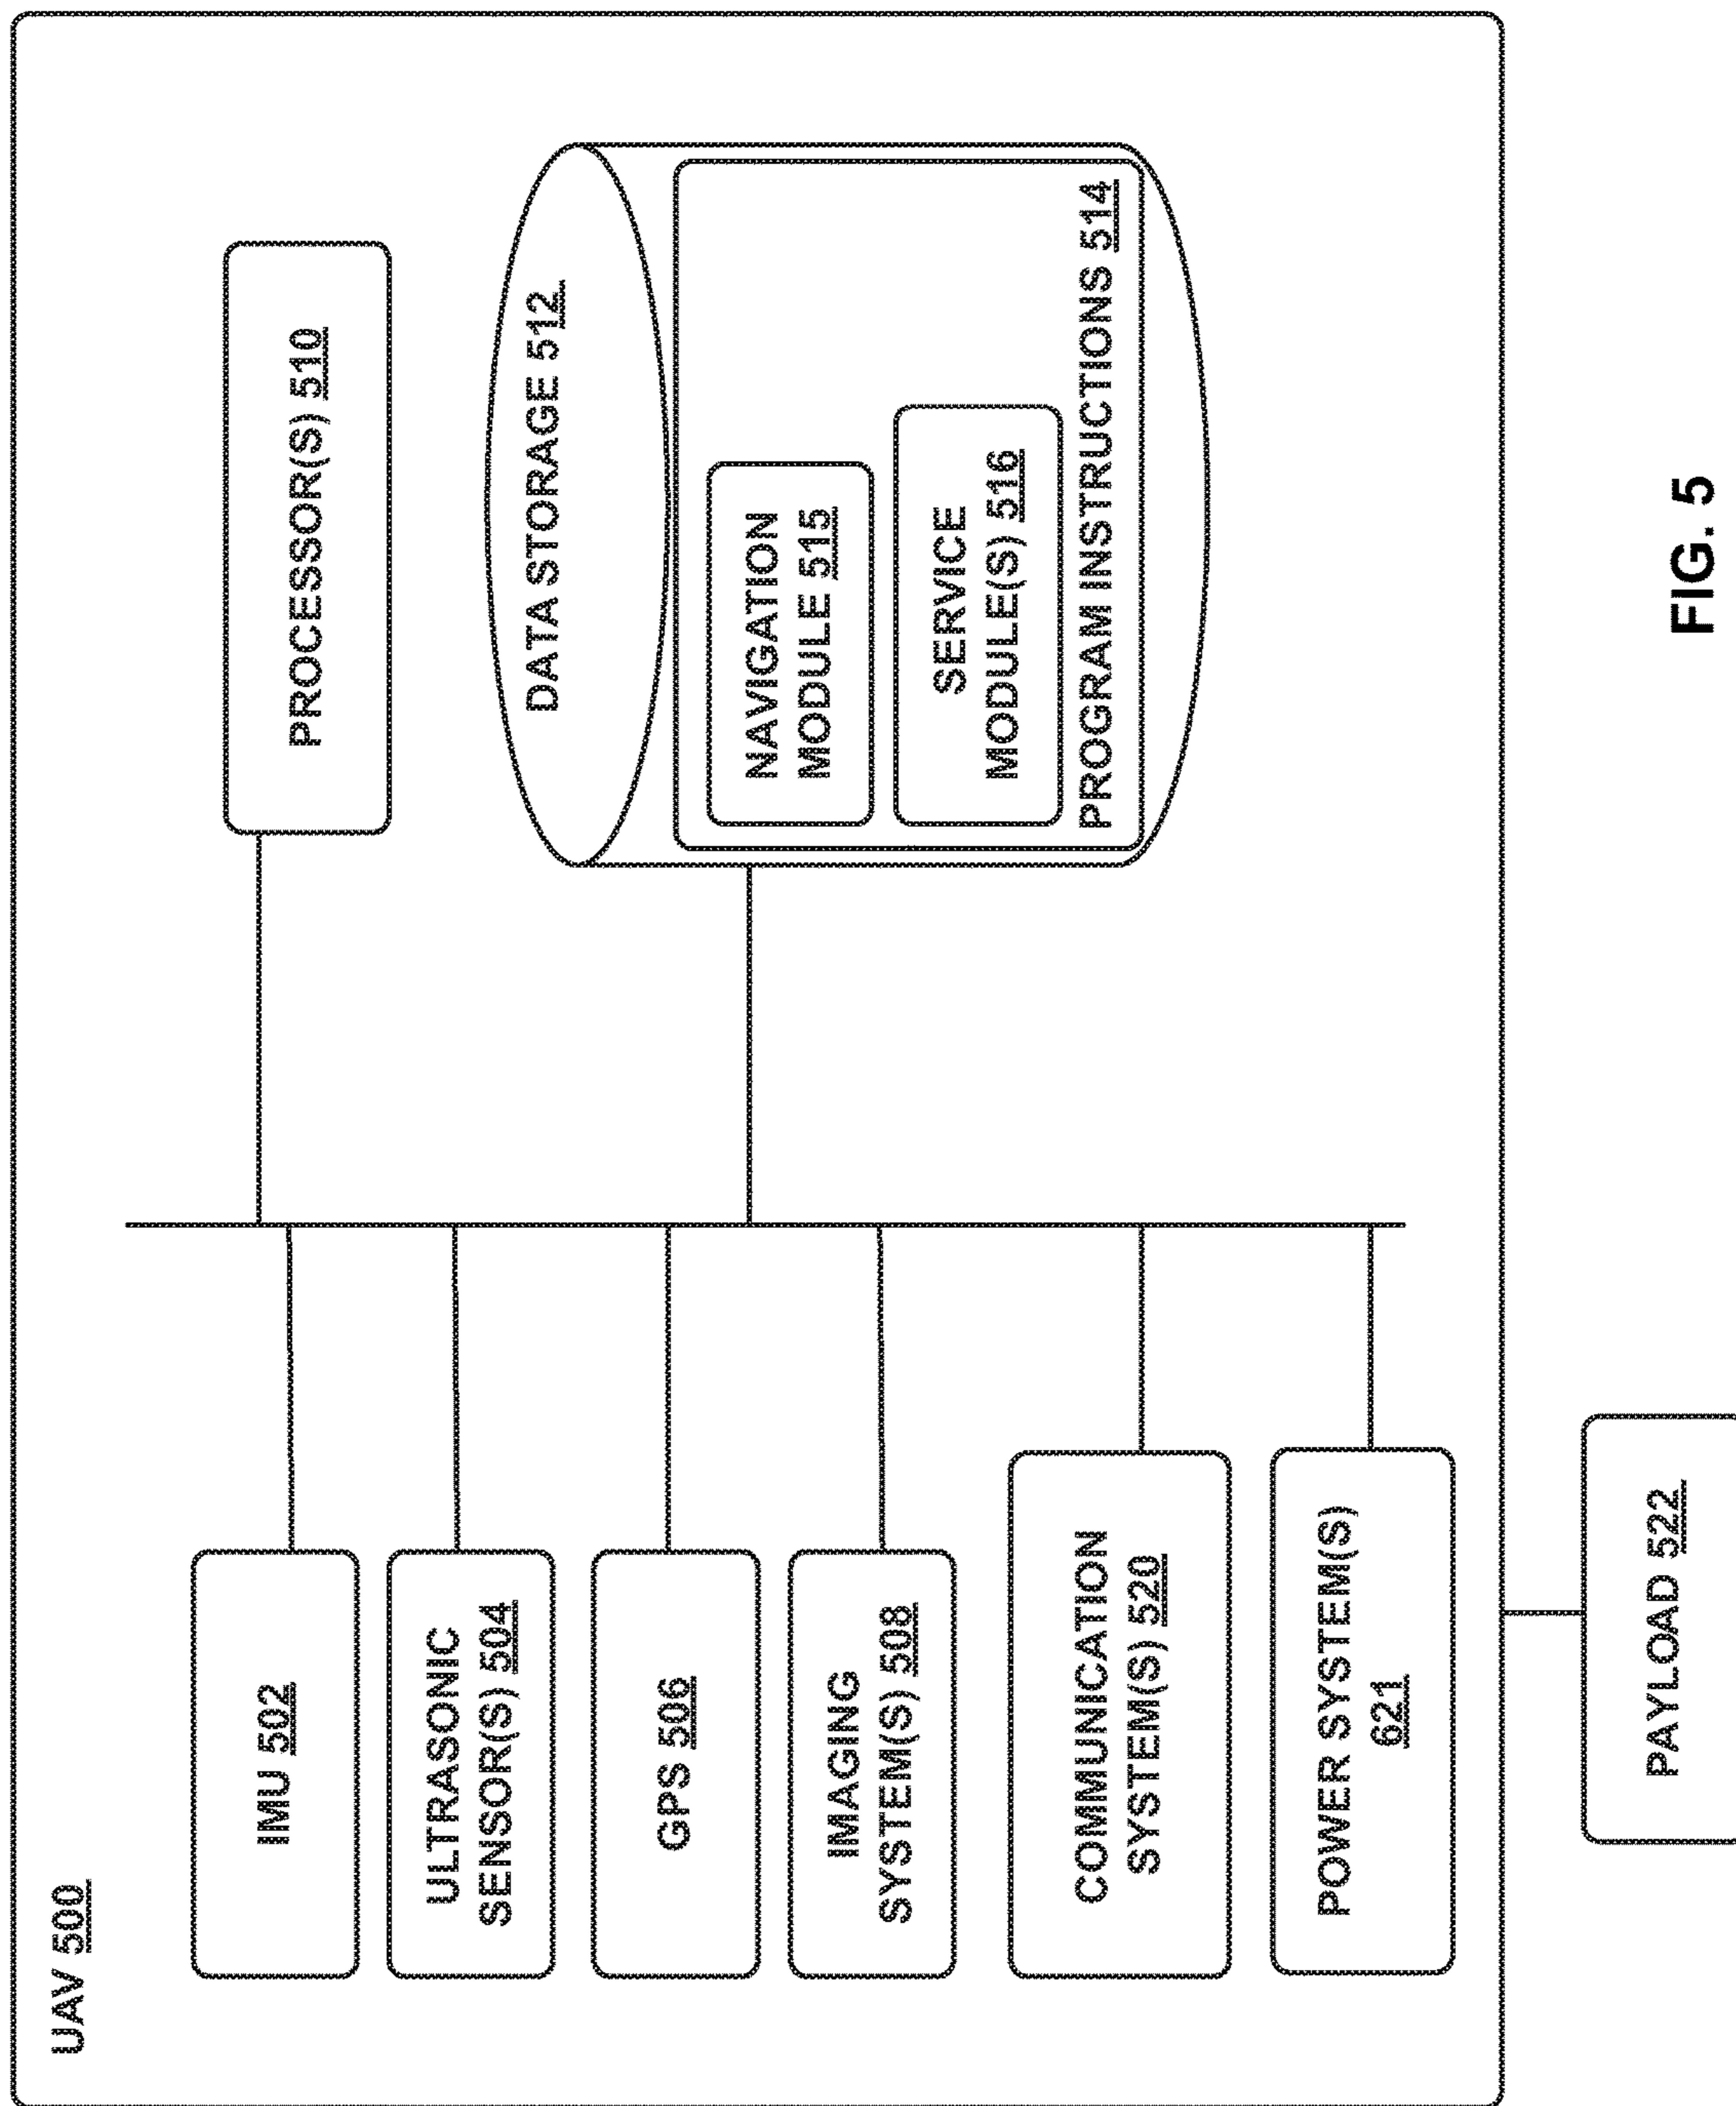 UAV 500
IMU 502
ULTRASONIC
SENSOR(S) 504
GPS 506
IMAGING
SYSTEM(S) 508
COMMUNICATION
SYSTEM(S) 520
POWER SYSTEM(S)
621
PROCESSOR(S) 510
DATA STORAGE 512
NAVIGATION
MODULE 515
SERVICE
MODULE(S) 516
PROGRAM INSTRUCTIONS 514
PAYLOAD 522
FIG. 5